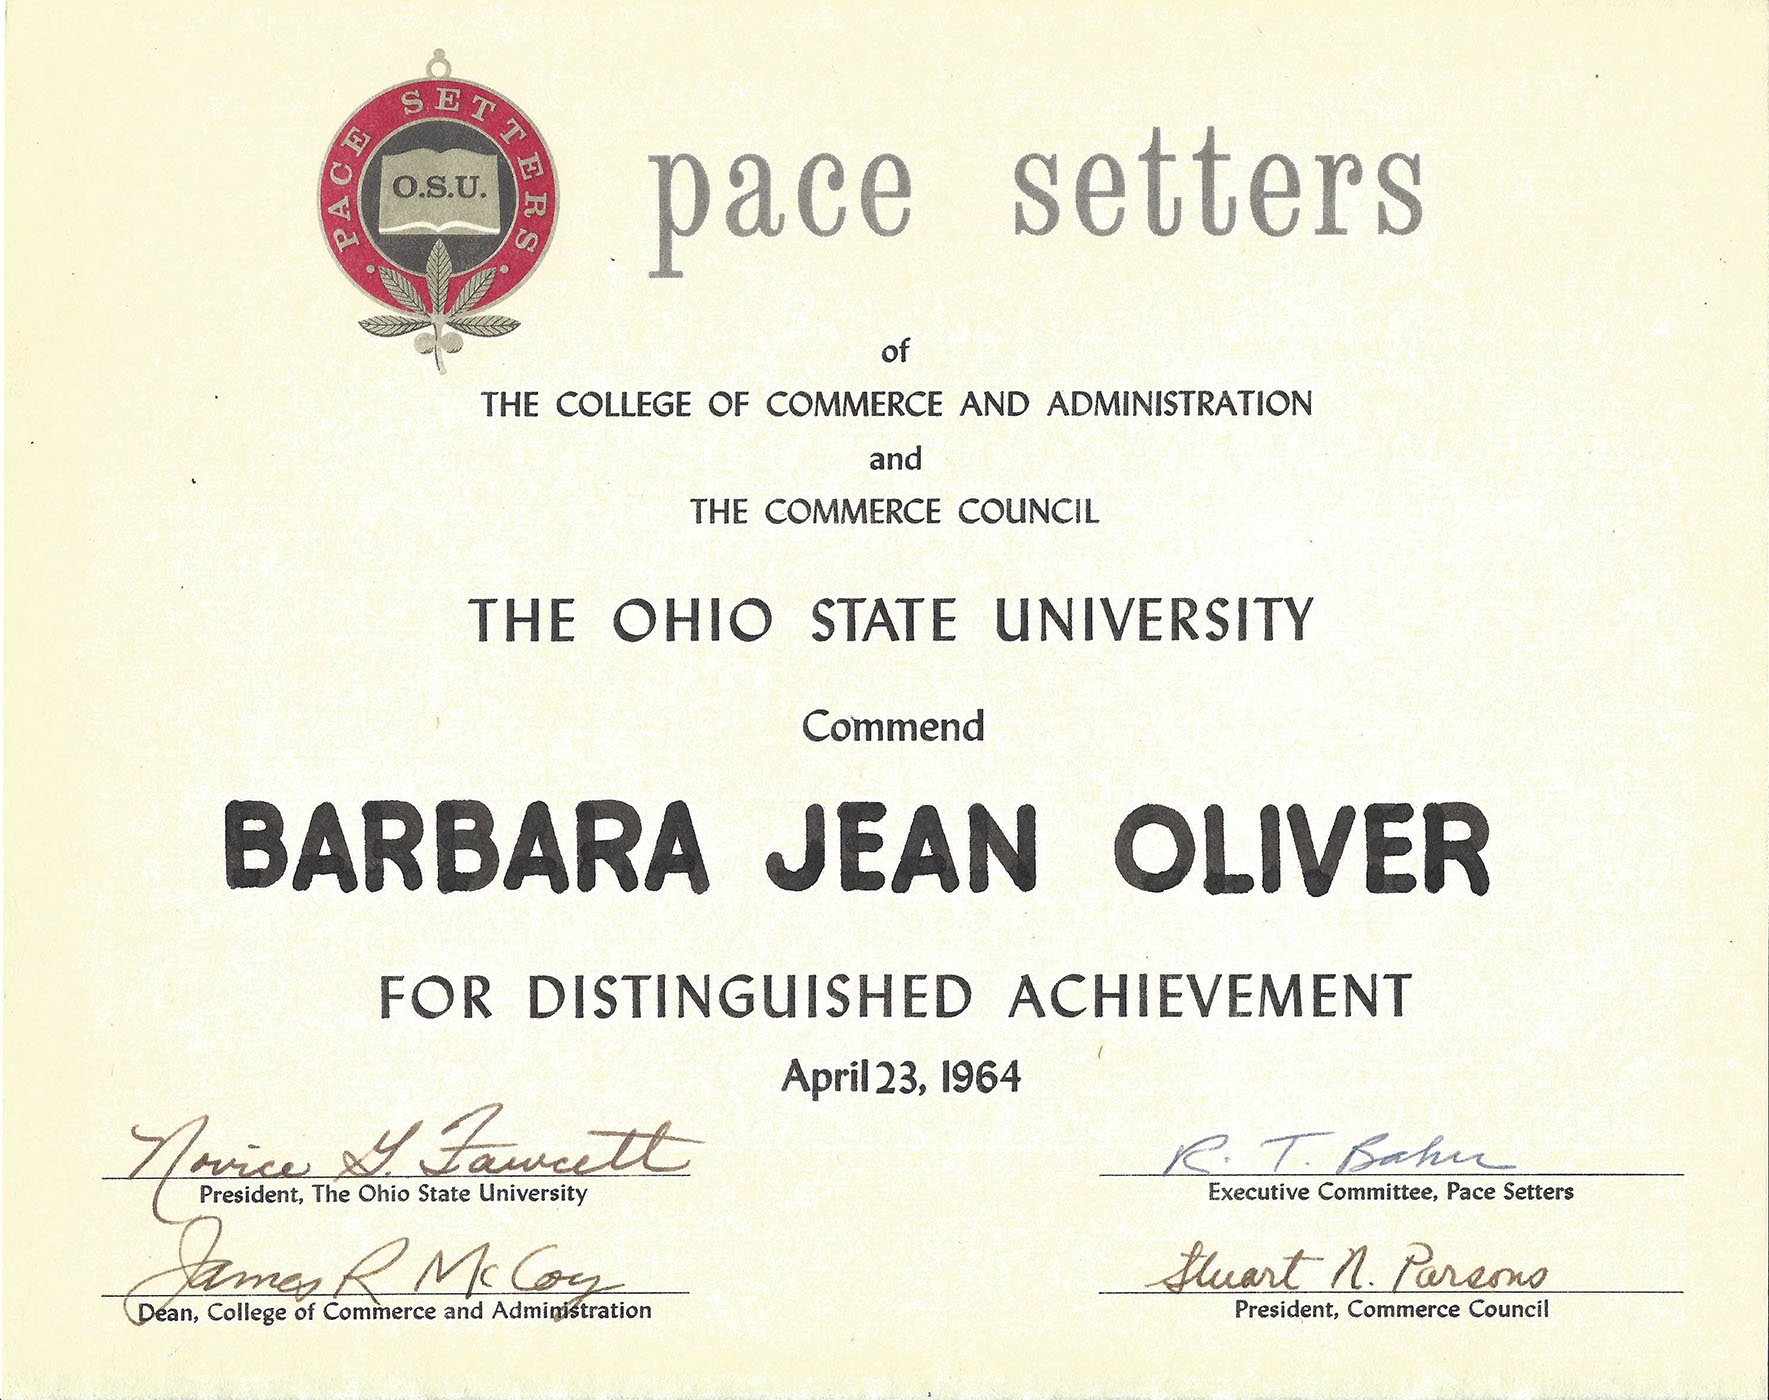 PACE SETTERS
O.S.U.
pace setters
of
THE COLLEGE OF COMMERCE AND ADMINISTRATION
and
THE COMMERCE COUNCIL
THE OHIO STATE UNIVERSITY
Commend
BARBARA JEAN OLIVER
FOR DISTINGUISHED ACHIEVEMENT
April 23, 1964
Novice G. Fawcett
President, The Ohio State University
R. T.
Executive Committee, Pace Setters
James R McCoy
Dean, College of Commerce and Administration
Stuart N. Parsons
President, Commerce Council